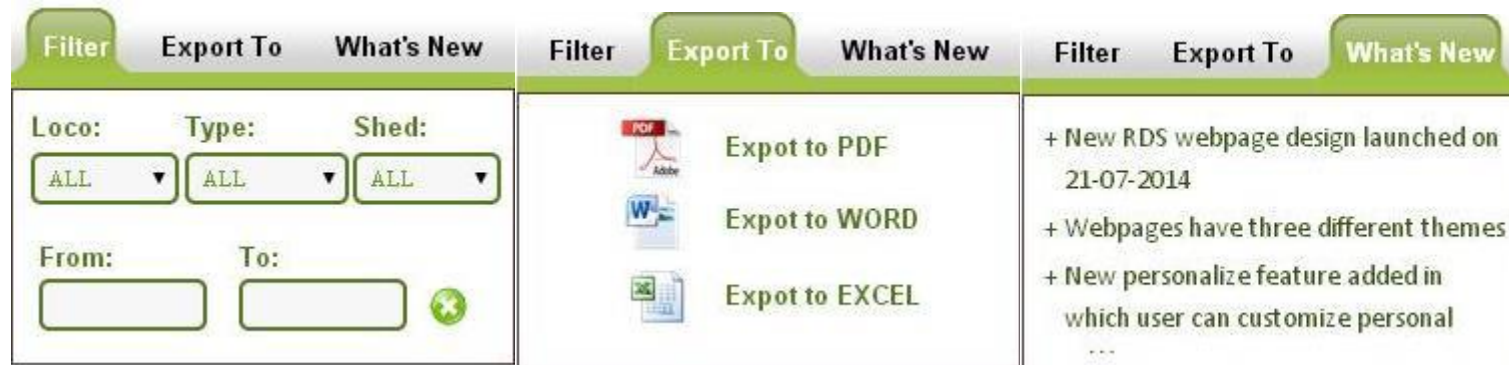 Filter Export To What's New
Loco: Type: Shed:
ALL ALL ALL
From: To:
Filter Export To What's New
PDF
Adobe
Expot to PDF
W
Expot to WORD
X
Expot to EXCEL
Filter Export To What's New
+ New RDS webpage design launched on
21-07-2014
+ Webpages have three different themes
+ New personalize feature added in
which user can customize personal